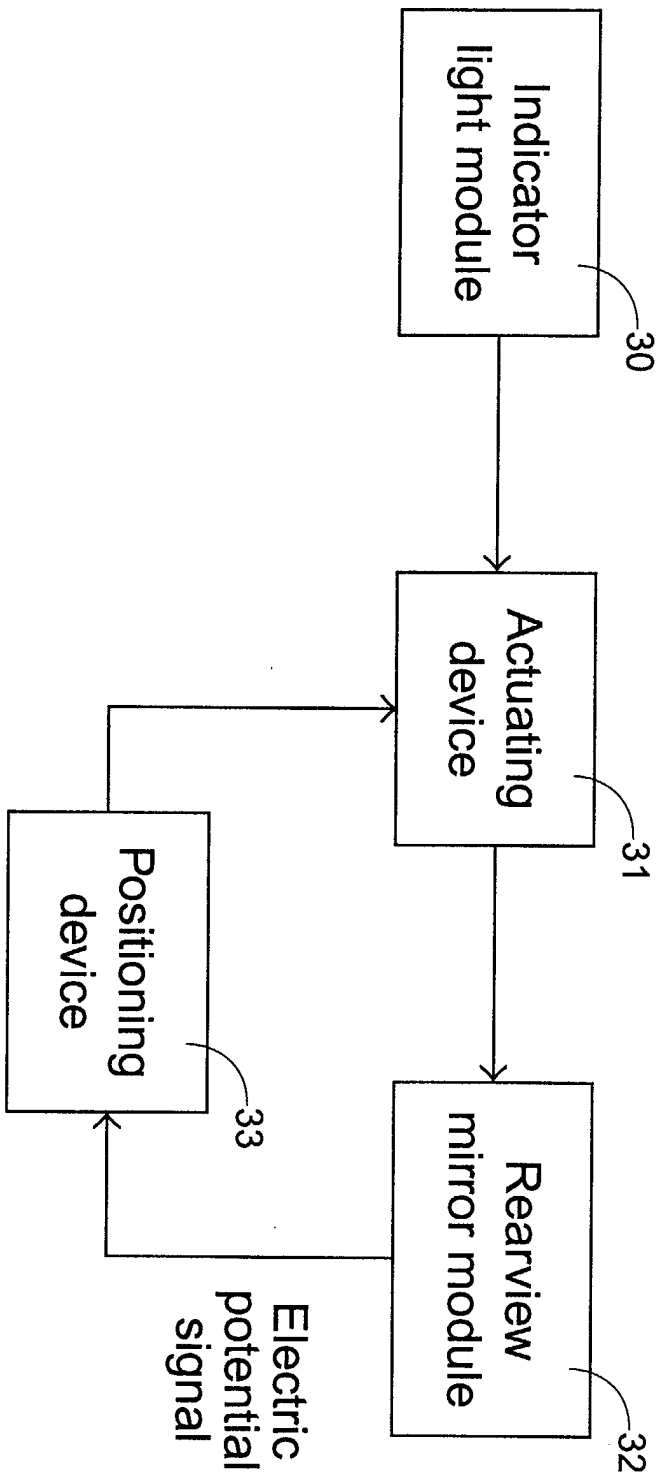 30
Indicator
light module
31
Actuating
device
32
Rearview
mirror module
33
Positioning
device
Electric
potential
signal